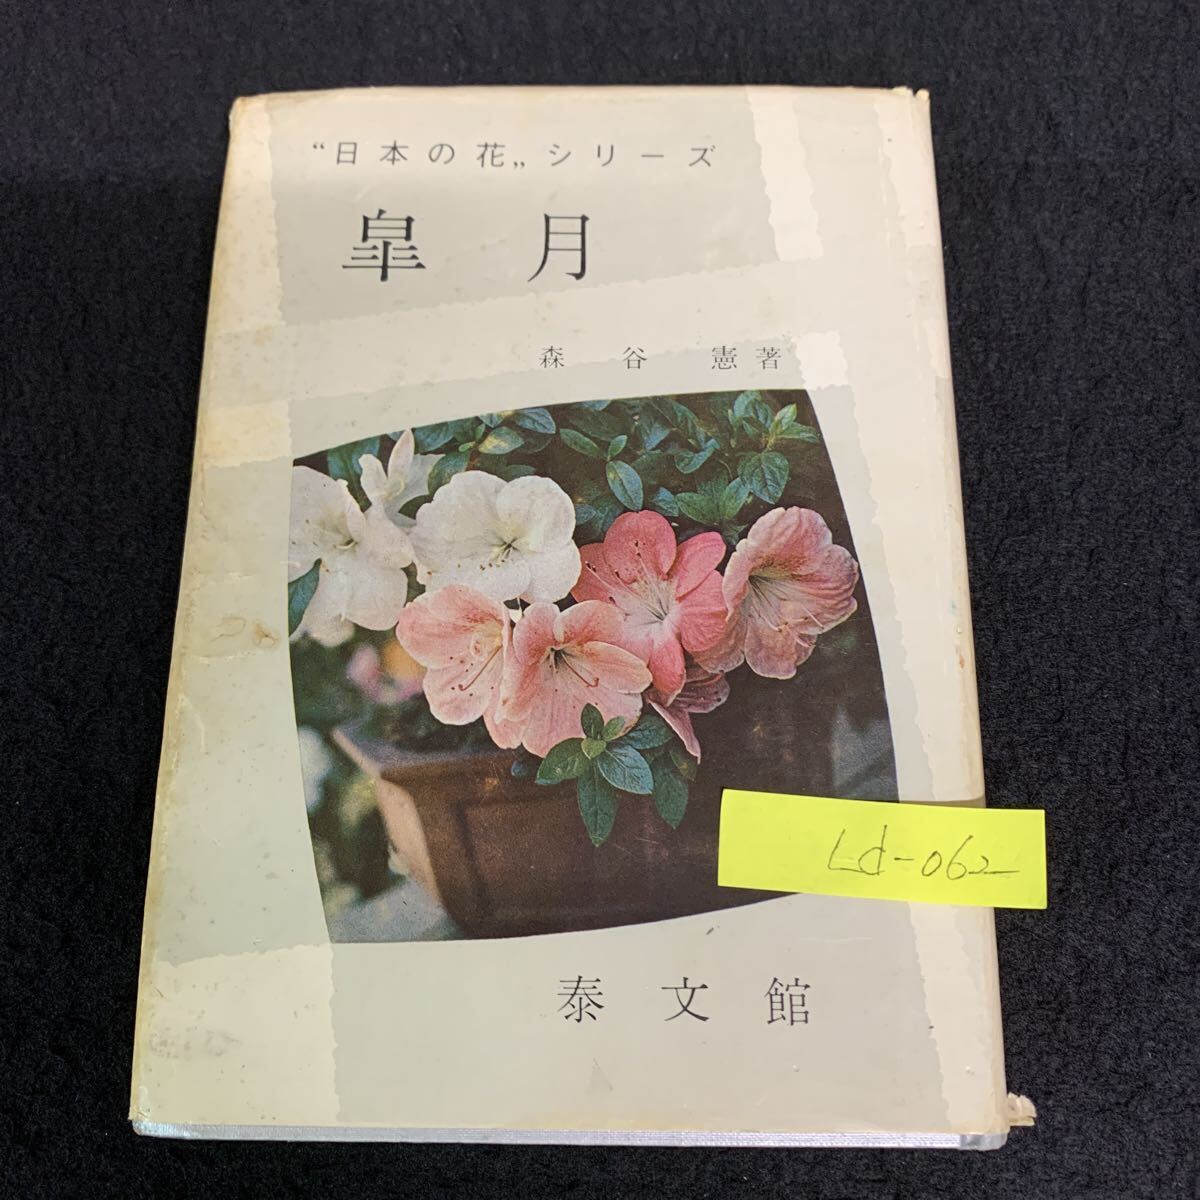 “日本の花„シリーズ
皐月
森谷憲著
Ld-062
泰文館